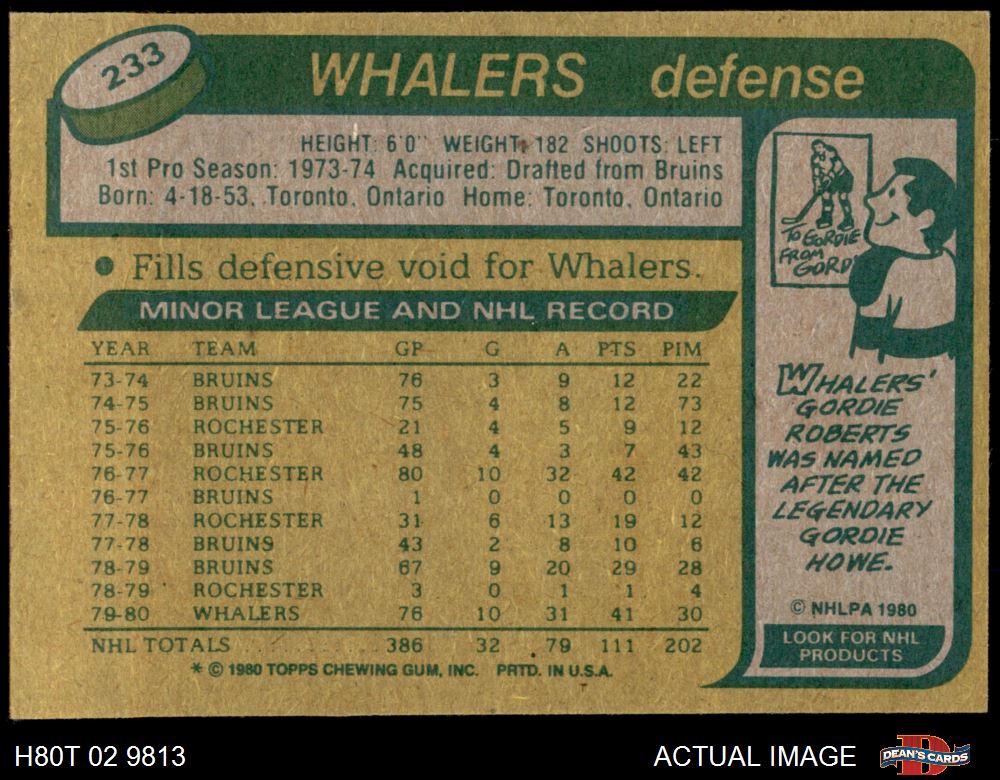 233
WHALERS defense
HEIGHT: 6'0" WEIGHT: 182 SHOOTS: LEFT
1st Pro Season: 1973-74 Acquired: Drafted from Bruins
Born: 4-18-53, Toronto, Ontario Home: Toronto, Ontario
● Fills defensive void for Whalers.
MINOR LEAGUE AND NHL RECORD
YEAR TEAM GP G A PTS PIM
73-74 BRUINS 76 3 9 12 22
74-75 BRUINS 75 4 8 12 73
75-76 ROCHESTER 21 4 5 9 12
75-76 BRUINS 48 4 3 7 43
76-77 ROCHESTER 80 10 32 42 42
76-77 BRUINS 1 0 0 0 0
77-78 ROCHESTER 31 6 13 19 12
77-78 BRUINS 43 2 8 10 6
78-79 BRUINS 67 9 20 29 28
78-79 ROCHESTER 3 0 1 1 4
79-80 WHALERS 76 10 31 41 30
NHL TOTALS .............. 386 32 79 111 202
* © 1980 TOPPS CHEWING GUM, INC. PRTD. IN U.S.A.
TO GORDIE
FROM
GORD
WHALERS'
GORDIE
ROBERTS
WAS NAMED
AFTER THE
LEGENDARY
GORDIE
HOWE.
© NHLPA 1980
LOOK FOR NHL
PRODUCTS
H80T 02 9813
ACTUAL IMAGE
D
DEAN'S CARDS